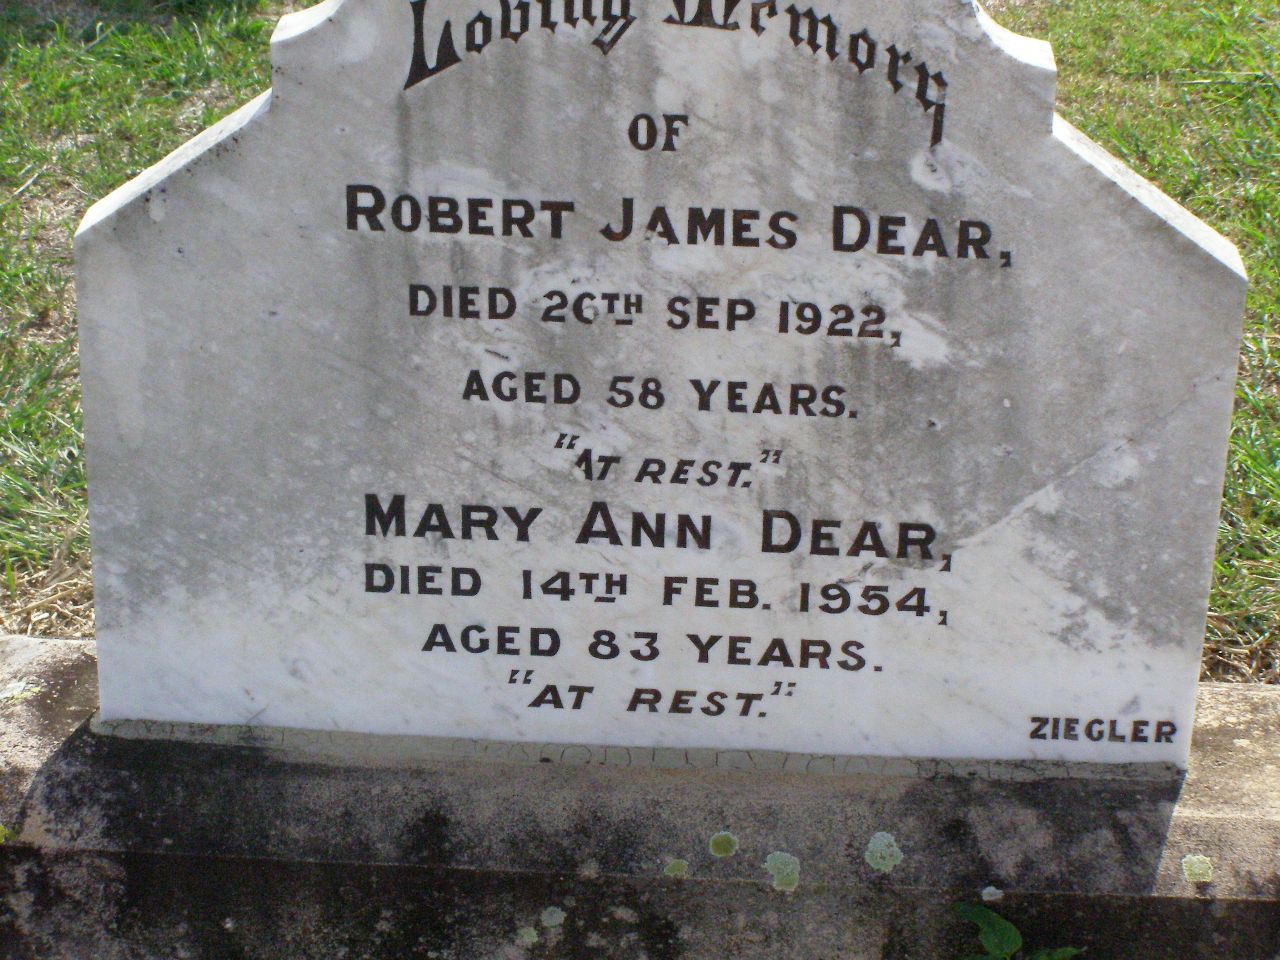 Loving Memory
OF
ROBERT JAMES DEAR,
DIED 26TH SEP 1922,
AGED 58 YEARS.
"AT REST."
MARY ANN DEAR,
DIED 14TH FEB. 1954,
AGED 83 YEARS.
"AT REST."
ZIEGLER